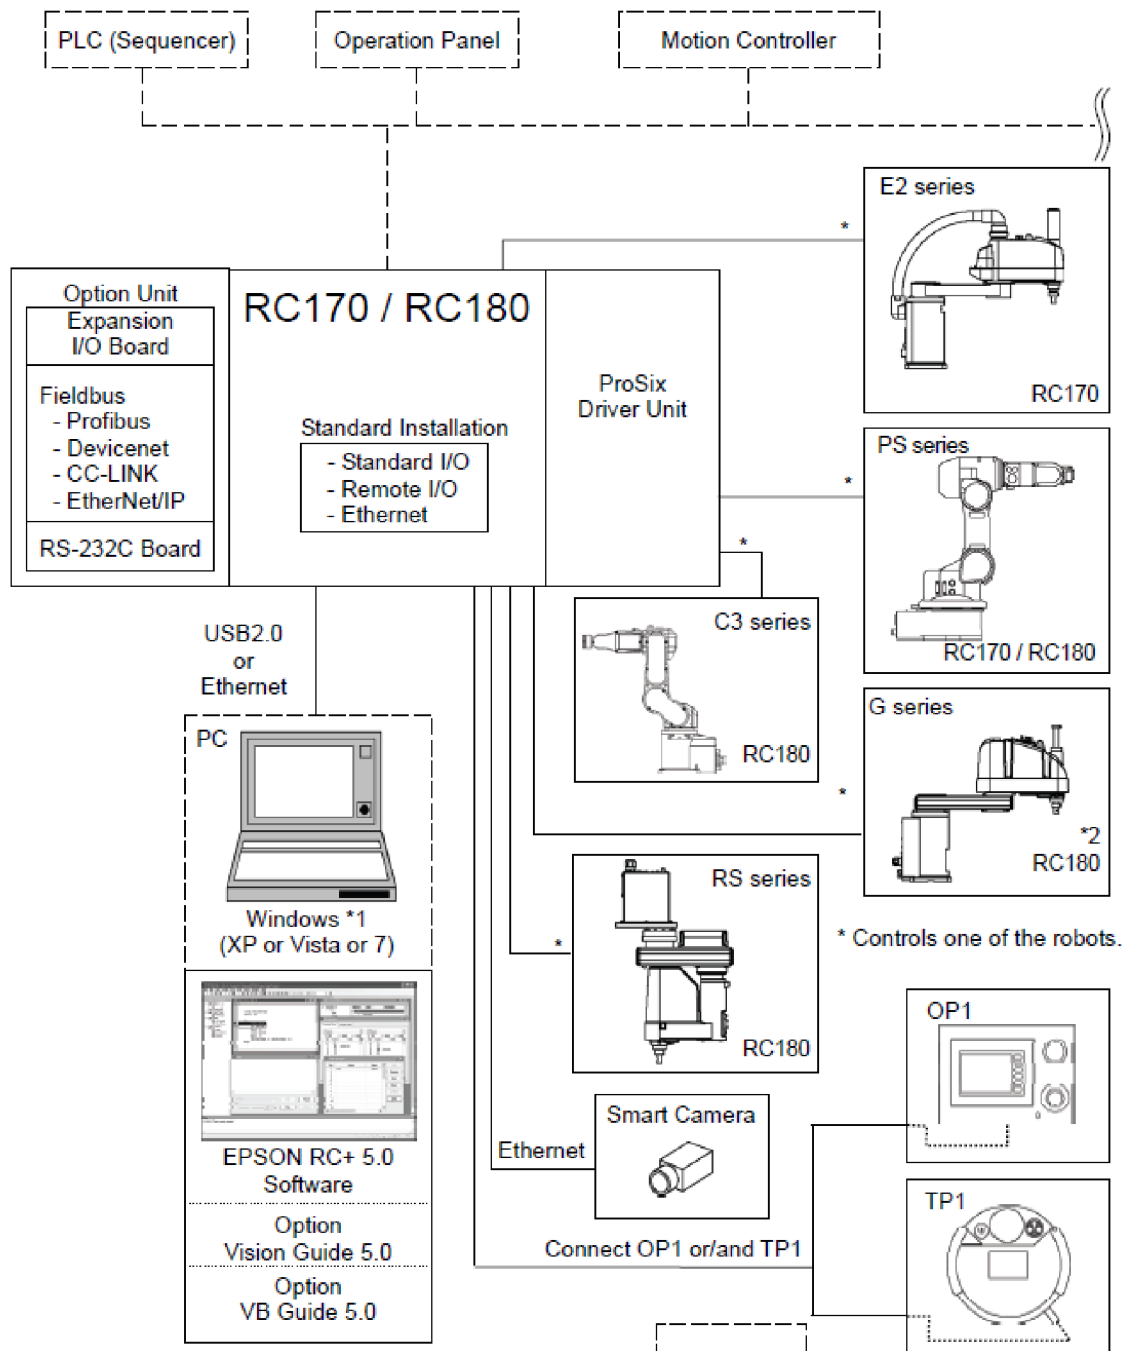 PLC (Sequencer)
Operation Panel
Motion Controller
E2 series
*
RC170
Option Unit
Expansion
I/O Board
Fieldbus
- Profibus
- Devicenet
- CC-LINK
- EtherNet/IP
RS-232C Board
RC170 / RC180
Standard Installation
- Standard I/O
- Remote I/O
- Ethernet
ProSix
Driver Unit
PS series
*
RC170 / RC180
*
C3 series
RC180
G series
*
*2
RC180
USB2.0
or
Ethernet
PC
Windows *1
(XP or Vista or 7)
RS series
*
RC180
* Controls one of the robots.
EPSON RC+ 5.0
Software
Option
Vision Guide 5.0
Option
VB Guide 5.0
Smart Camera
Ethernet
Connect OP1 or/and TP1
OP1
TP1